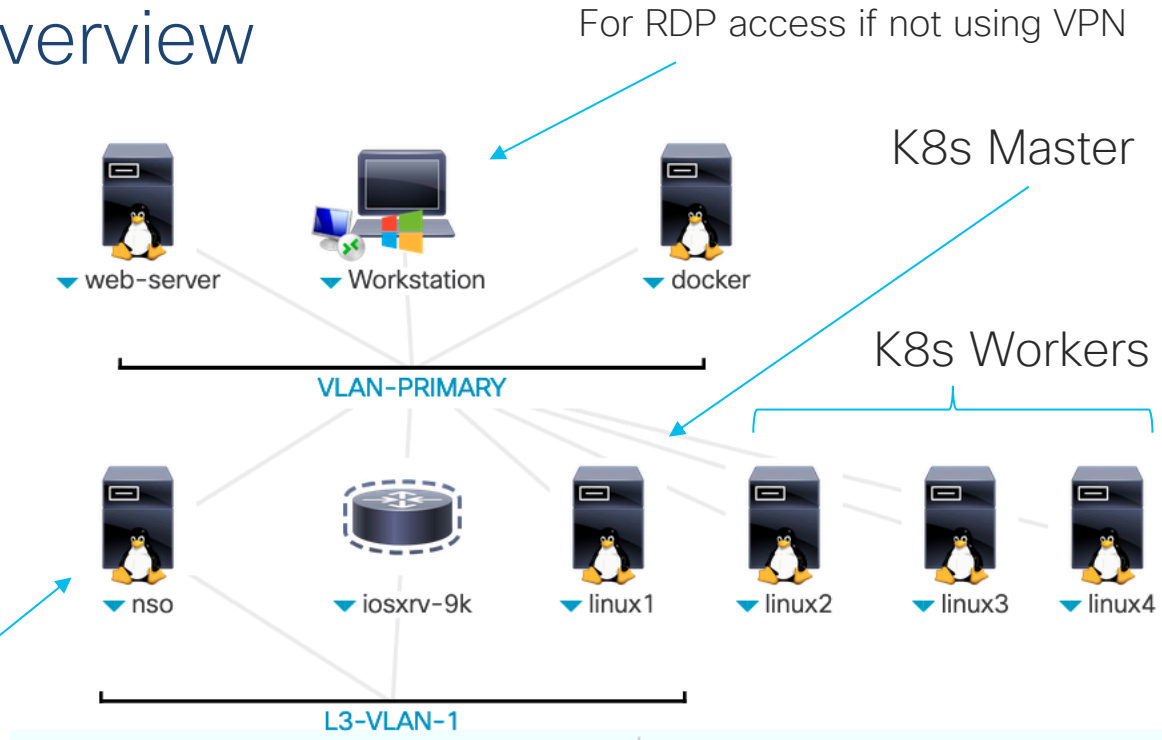 verview
For RDP access if not using VPN
K8s Master
web-server
Workstation
docker
K8s Workers
VLAN-PRIMARY
nso
iosxrv-9k
linux1
linux2
linux3
linux4
L3-VLAN-1